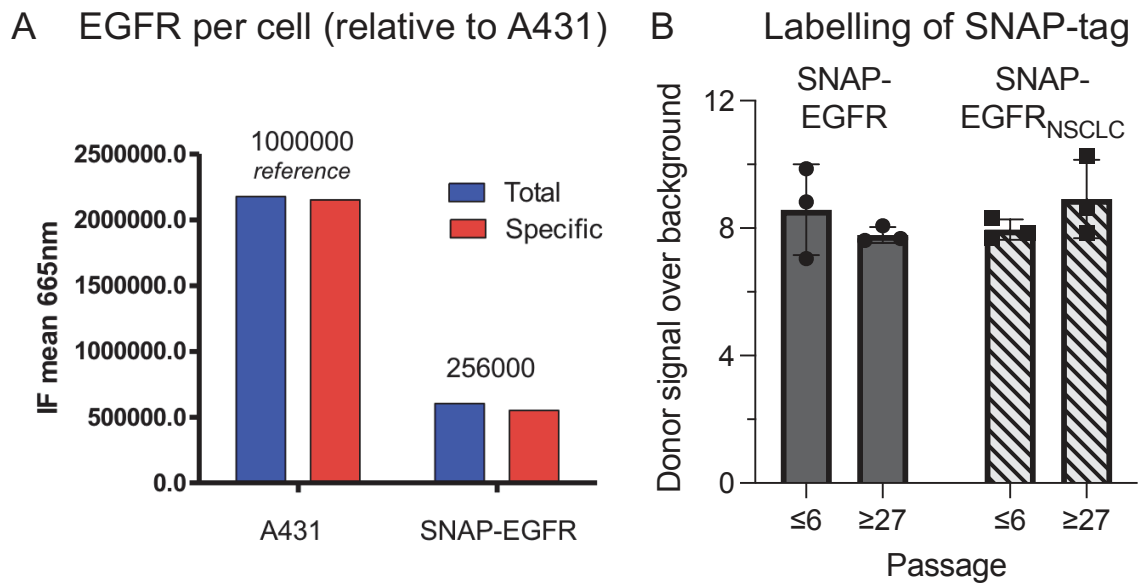 A EGFR per cell (relative to A431)
IF mean 665nm
2500000.0
2000000.0
1500000.0
1000000.0
500000.0
0.0
1000000
reference
256000
Total
Specific
A431
SNAP-EGFR
B Labelling of SNAP-tag
Donor signal over background
12
8
4
0
SNAP-
EGFR
SNAP-
EGFR_NSCLC
≤6 ≥27 ≤6 ≥27
Passage